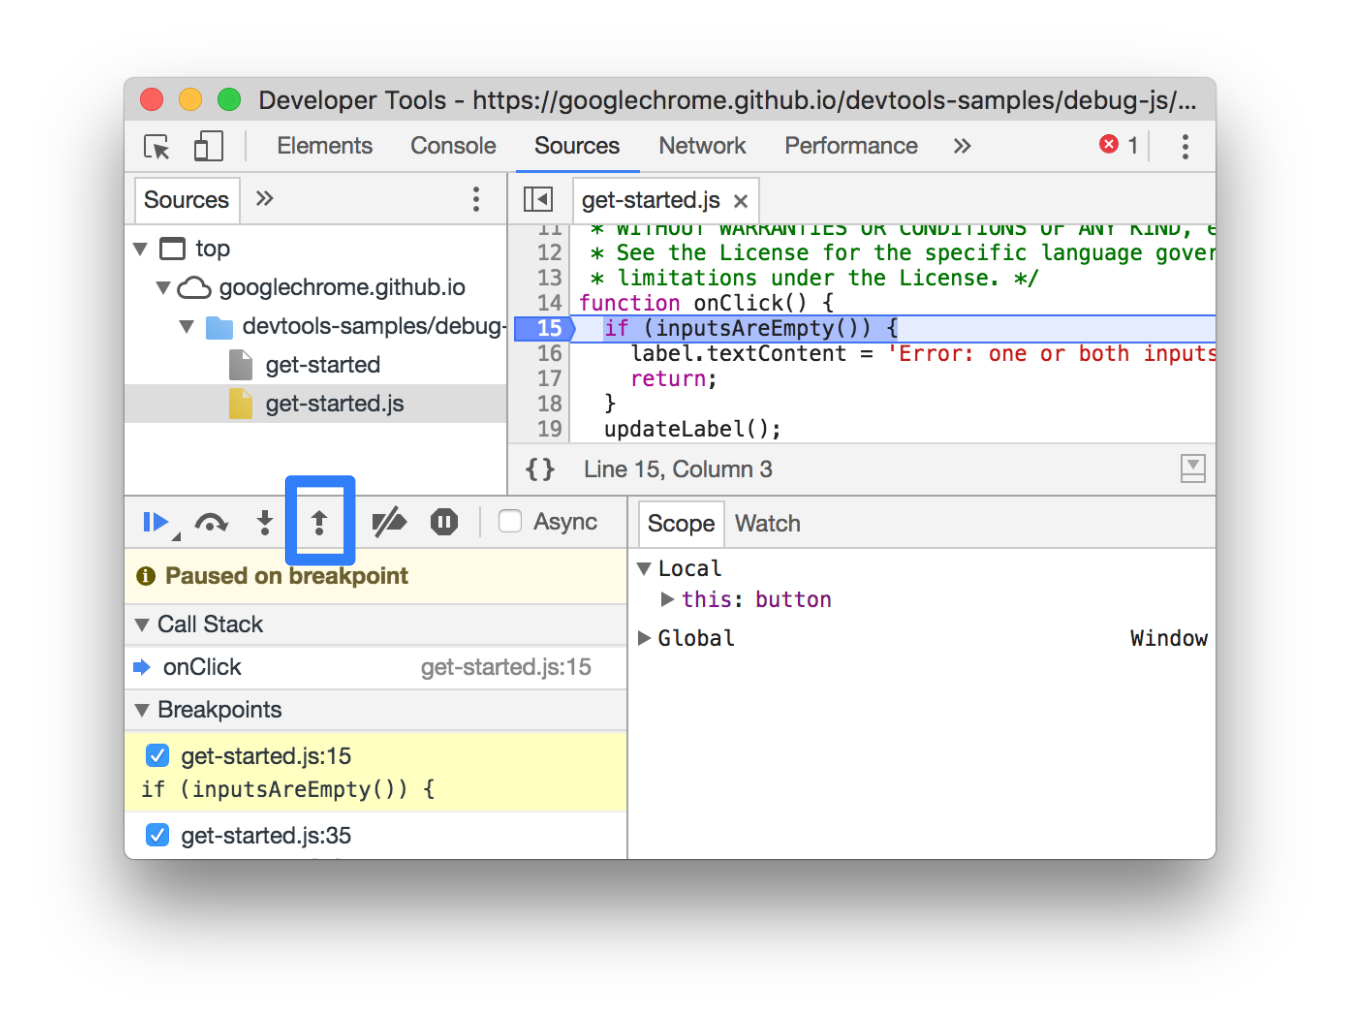 Developer Tools - https://googlechrome.github.io/devtools-samples/debug-js/...
Elements Console Sources Network Performance » 1
Sources »
get-started.js ×
top
googlechrome.github.io
devtools-samples/debug-
get-started
get-started.js
11 * WITHOUT WARRANTIES OR CONDITIONS OF ANY KIND, e
12 * See the License for the specific language gover
13 * limitations under the License. */
14 function onClick() {
15 if (inputsAreEmpty()) {
16 label.textContent = 'Error: one or both inputs
17 return;
18 }
19 updateLabel();
{} Line 15, Column 3
Async
Paused on breakpoint
Call Stack
onClick get-started.js:15
Breakpoints
get-started.js:15
if (inputsAreEmpty()) {
get-started.js:35
Scope Watch
Local
this: button
Global Window